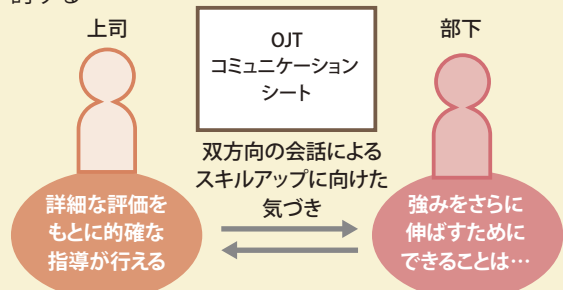 討する
上司
OJT
コミュニケーション
シート
部下
双方向の会話による
スキルアップに向けた
気づき
詳細な評価を
もとに的確な
指導が行える
強みをさらに
伸ばすために
できることは…